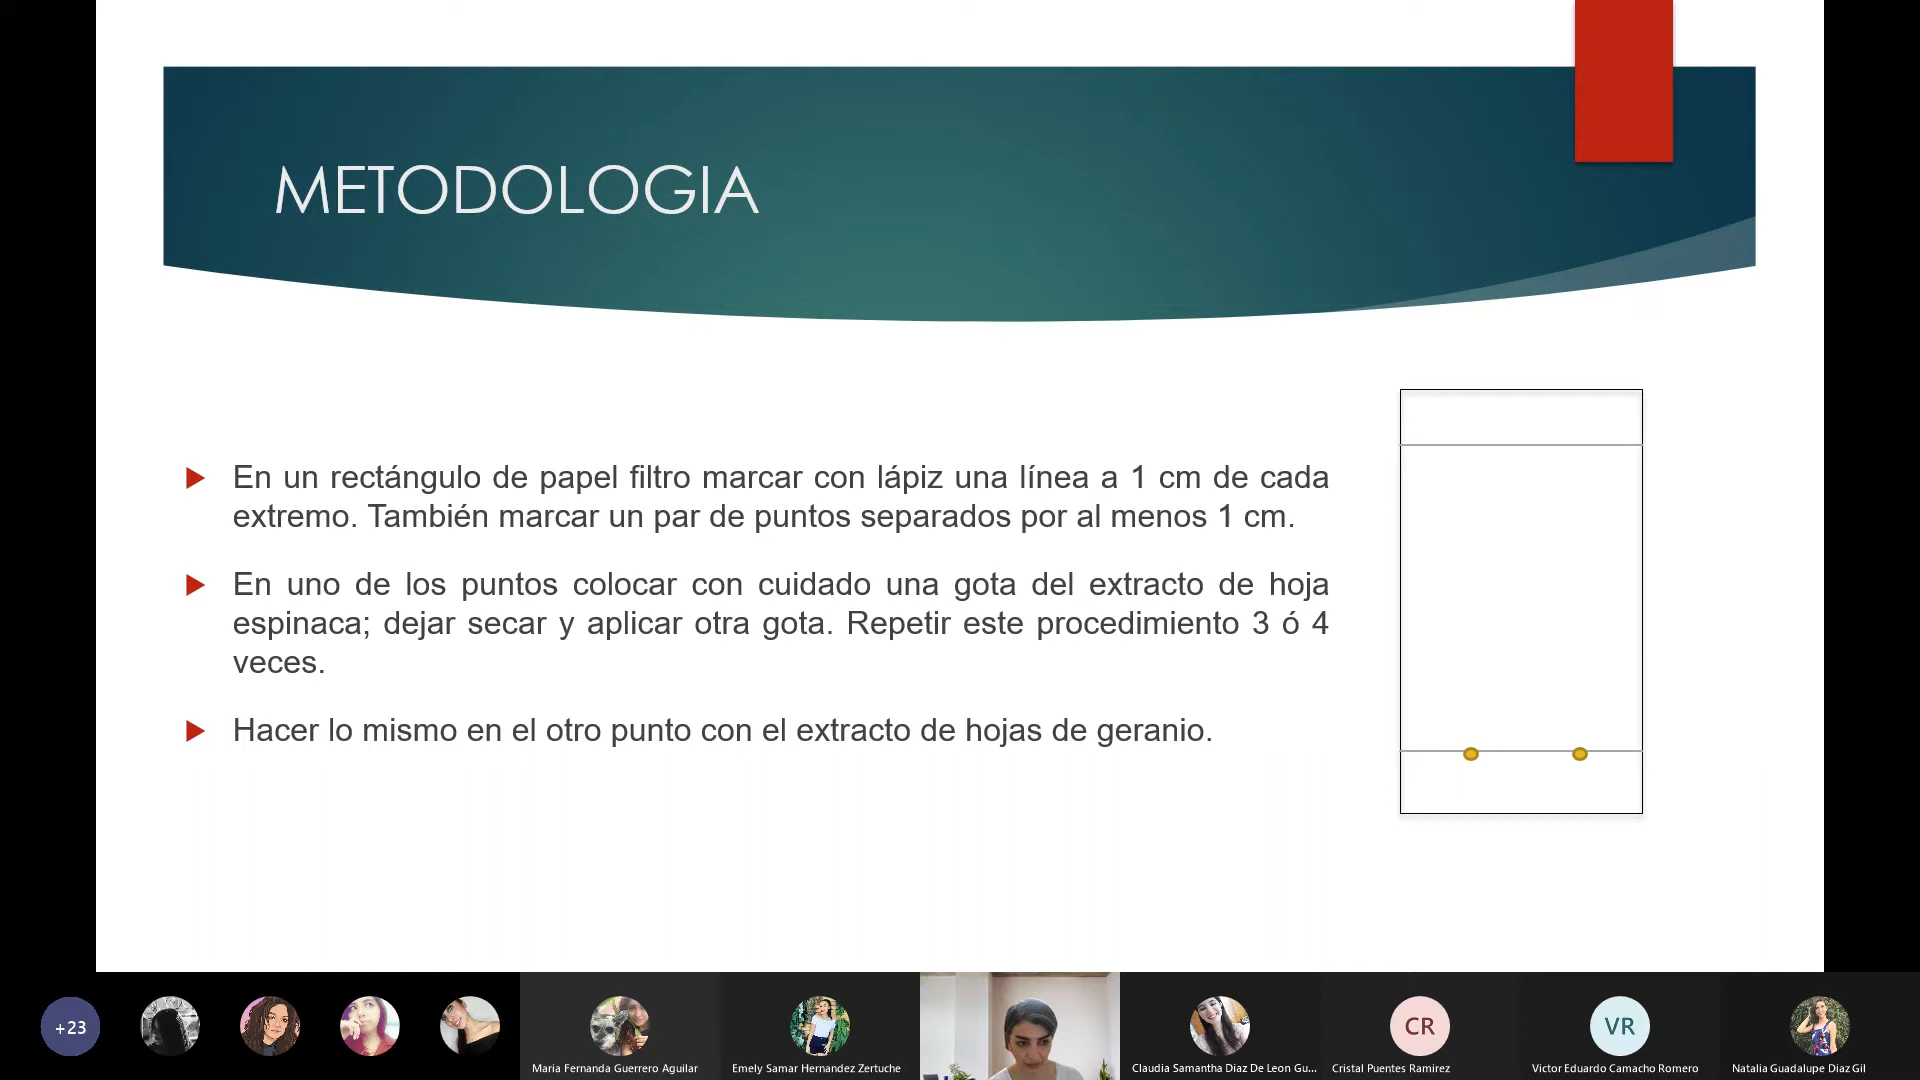 METODOLOGIA
En un rectángulo de papel filtro marcar con lápiz una línea a 1 cm de cada
extremo. También marcar un par de puntos separados por al menos 1 cm.
En uno de los puntos colocar con cuidado una gota del extracto de hoja
espinaca; dejar secar y aplicar otra gota. Repetir este procedimiento 3 ó 4
veces.
Hacer lo mismo en el otro punto con el extracto de hojas de geranio.
+23
CR
VR
Maria Fernanda Guerrero Aguilar
Emely Samar Hernandez Zertuche
Claudia Samantha Diaz De Leon Gu...
Cristal Puentes Ramirez
Victor Eduardo Camacho Romero
Natalia Guadalupe Diaz Gil